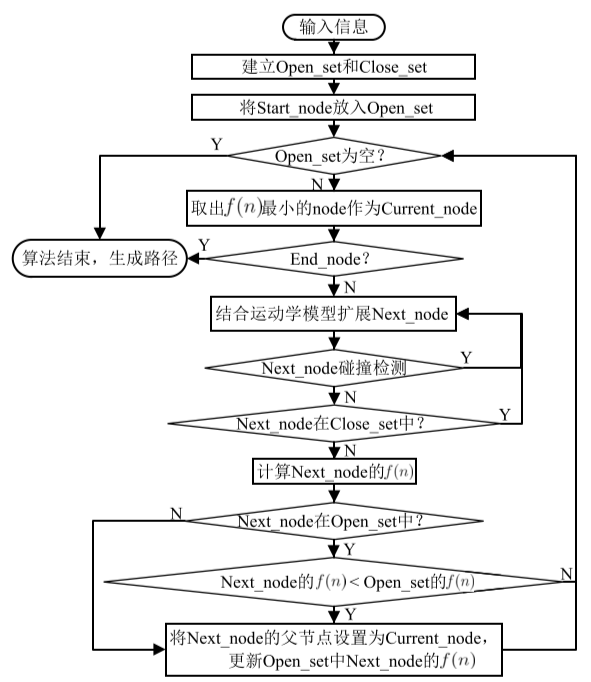 输入信息
建立Open_set和Close_set
将Start_node放入Open_set
Y
Open_set为空?
N
取出f(n)最小的node作为Current_node
算法结束，生成路径
Y
End_node?
N
结合运动学模型扩展Next_node
Next_node碰撞检测
Y
N
Next_node在Close_set中?
Y
N
计算Next_node的f(n)
N
Next_node在Open_set中?
Y
Next_node的f(n)<Open_set的f(n)
N
Y
将Next_node的父节点设置为Current_node，
更新Open_set中Next_node的f(n)